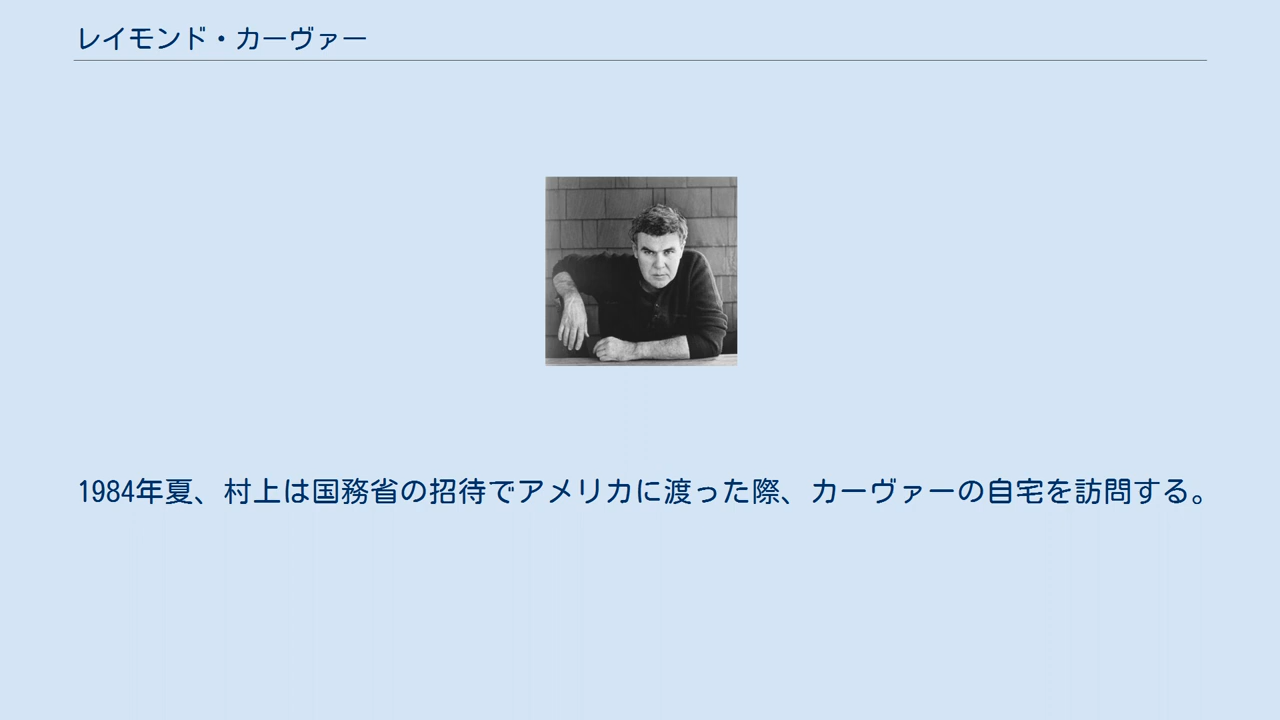 レイモンド・カーヴァー
1984年夏、村上は国務省の招待でアメリカに渡った際、カーヴァーの自宅を訪問する。